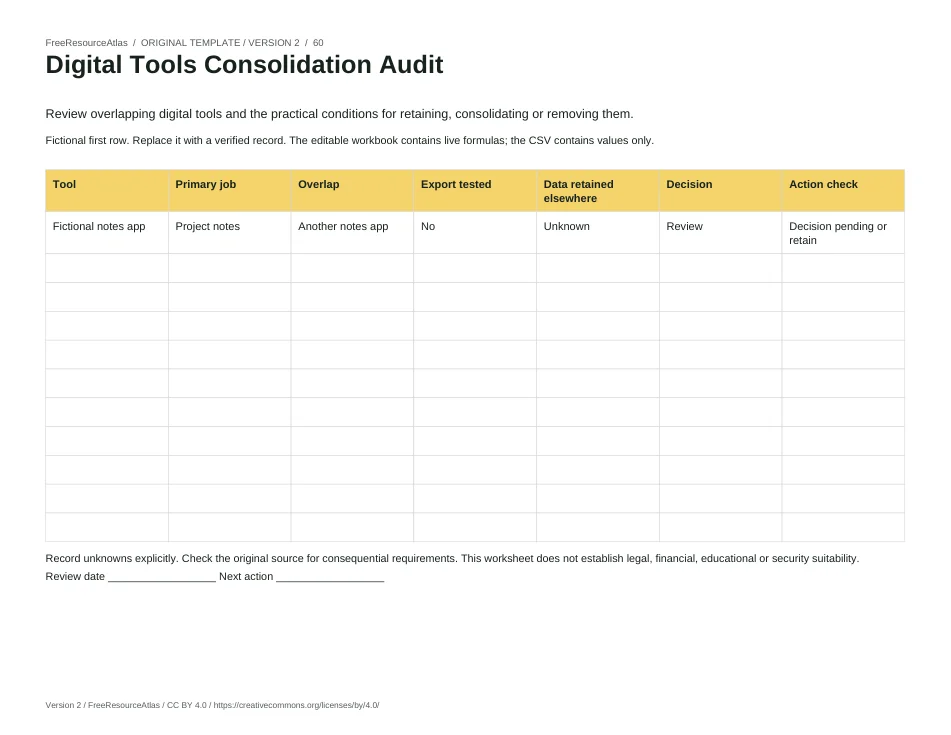 FreeResourceAtlas / ORIGINAL TEMPLATE / VERSION 2 / 60
Digital Tools Consolidation Audit
Review overlapping digital tools and the practical conditions for retaining, consolidating or removing them.
Fictional first row. Replace it with a verified record. The editable workbook contains live formulas; the CSV contains values only.
Tool Primary job Overlap Export tested Data retained elsewhere Decision Action check
Fictional notes app Project notes Another notes app No Unknown Review Decision pending or retain
Record unknowns explicitly. Check the original source for consequential requirements. This worksheet does not establish legal, financial, educational or security suitability.
Review date __________________ Next action __________________
Version 2 / FreeResourceAtlas / CC BY 4.0 / https://creativecommons.org/licenses/by/4.0/